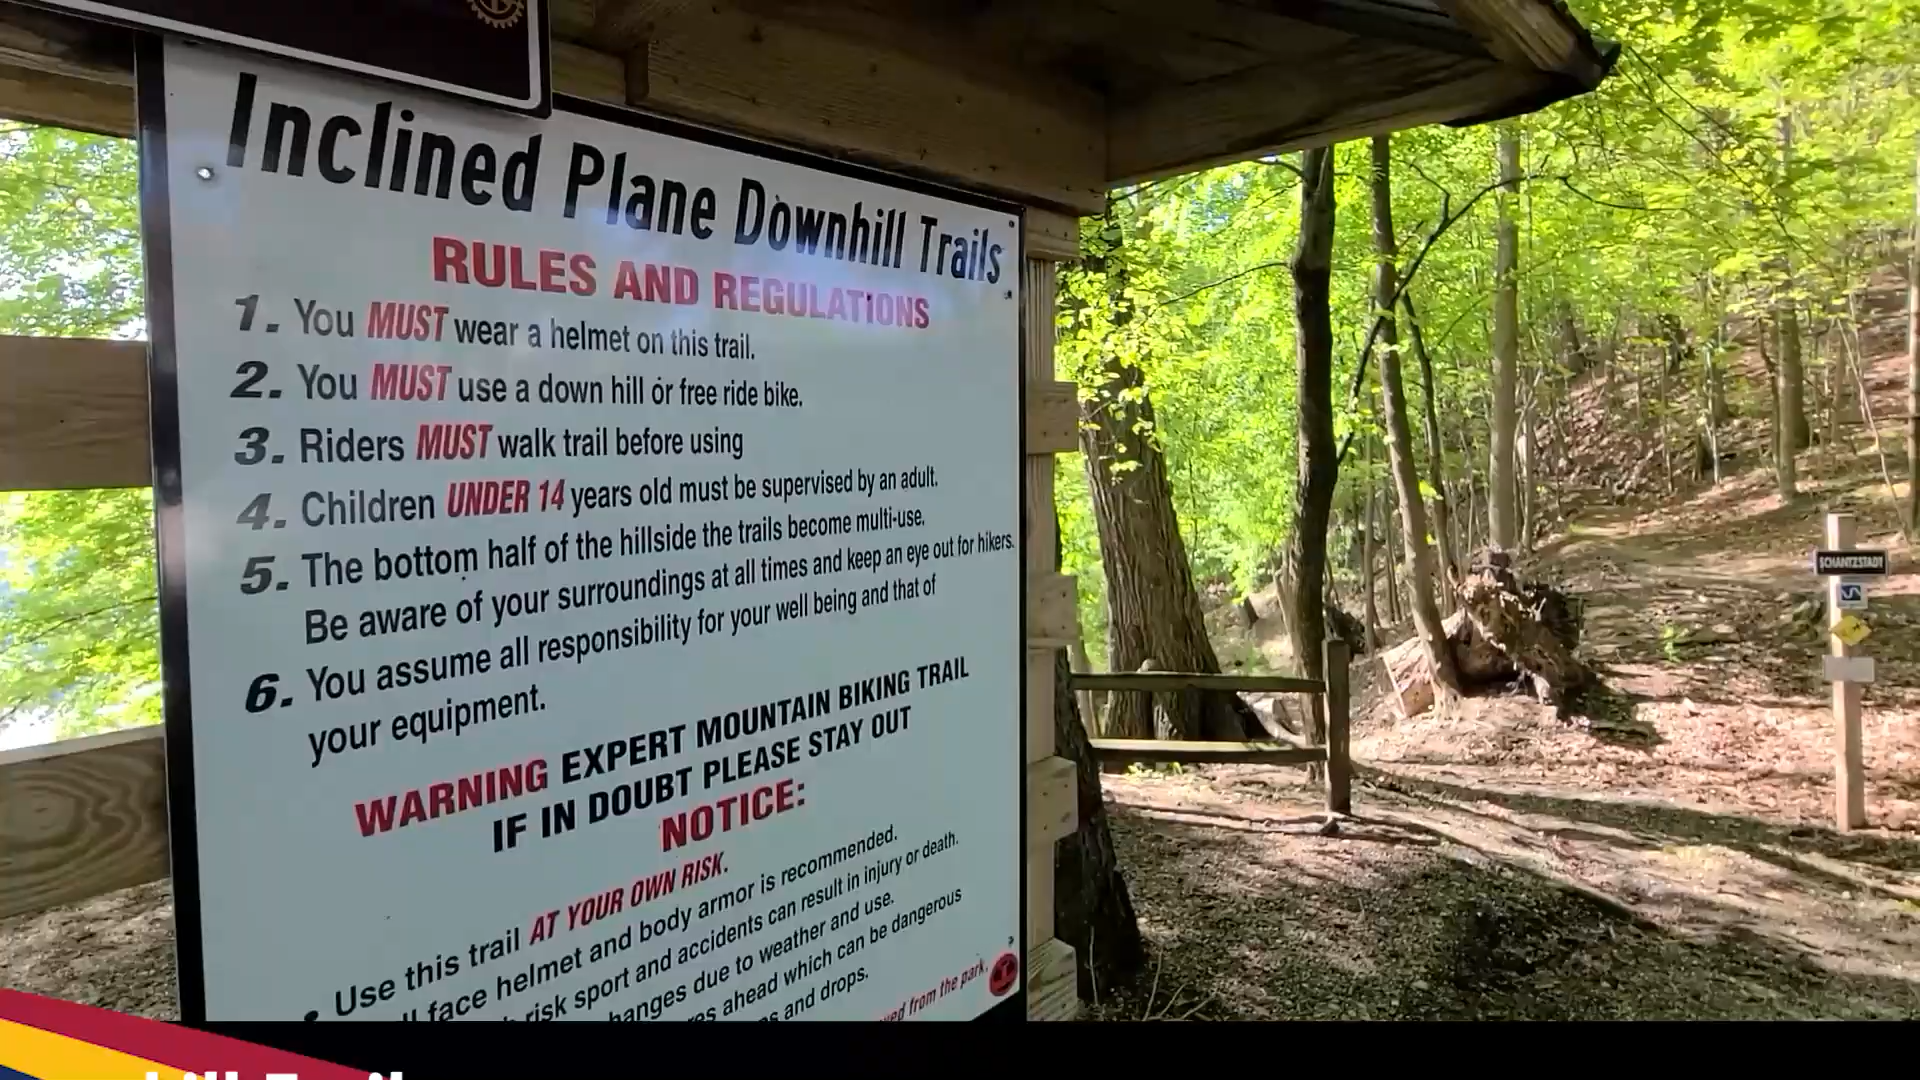 Inclined Plane Downhill Trails
RULES AND REGULATIONS
1. You MUST wear a helmet on this trail.
2. You MUST use a down hill or free ride bike.
3. Riders MUST walk trail before using
4. Children UNDER 14 years old must be supervised by an adult.
5. The bottom half of the hillside the trails become multi-use.
Be aware of your surroundings at all times and keep an eye out for hikers.
6. You assume all responsibility for your well being and that of
your equipment.
WARNING EXPERT MOUNTAIN BIKING TRAIL
IF IN DOUBT PLEASE STAY OUT
NOTICE:
• Use this trail AT YOUR OWN RISK.
face helmet and body armor is recommended.
risk sport and accidents can result in injury or death.
hanges due to weather and use.
es ahead which can be dangerous
and drops.
from the park.
SCHANTZSTADT